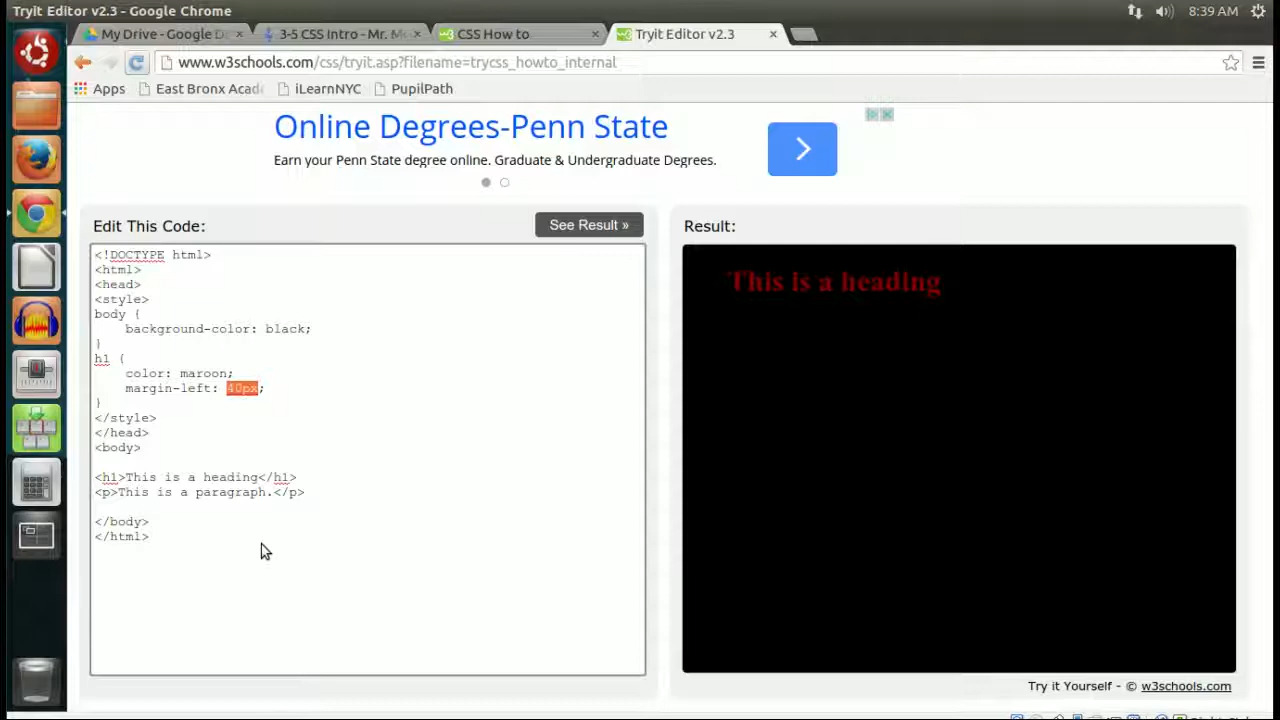 Tryit Editor v2.3 - Google Chrome
8:39 AM
My Drive - Google D
3-5 CSS Intro - Mr. M
CSS How to
Tryit Editor v2.3
www.w3schools.com/css/tryit.asp?filename=trycss_howto_internal
Apps
East Bronx Acad
iLearnNYC
PupilPath
Online Degrees-Penn State
Earn your Penn State degree online. Graduate & Undergraduate Degrees.
Edit This Code:
See Result »
Result:
<!DOCTYPE html>
<html>
<head>
<style>
body {
    background-color: black;
}
h1 {
    color: maroon;
    margin-left: 40px;
}
</style>
</head>
<body>
<h1>This is a heading</h1>
<p>This is a paragraph.</p>
</body>
</html>
This is a heading
Try it Yourself - © w3schools.com